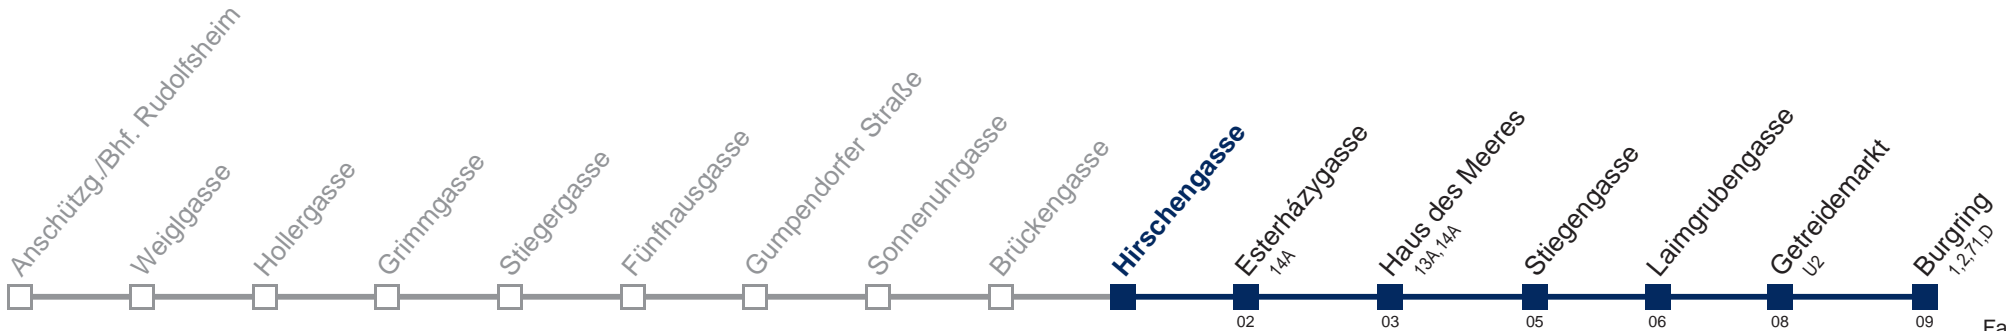 Anschützg./Bhf. Rudolfsheim
Weiglgasse
Hollergasse
Grimmgasse
Stiegergasse
Fünfhausgasse
Gumpendorfer Straße
Sonnenuhrgasse
Brückengasse
Hirschengasse
Esterházygasse
14A
Haus des Meeres
13A,14A
Stiegengasse
Laimgrubengasse
Getreidemarkt
U2
Burgring
1,2,71,D
02
03
05
06
08
09
Fa